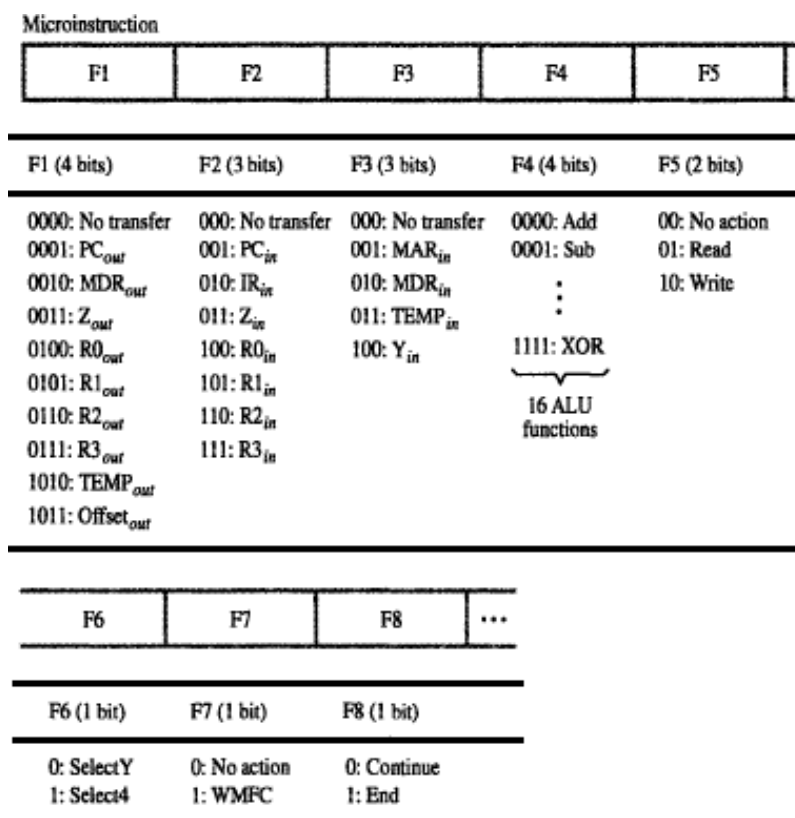 Microinstruction
F1 F2 F3 F4 F5
F1 (4 bits) F2 (3 bits) F3 (3 bits) F4 (4 bits) F5 (2 bits)
0000: No transfer 000: No transfer 000: No transfer 0000: Add 00: No action
0001: PCout 001: PCin 001: MARin 0001: Sub 01: Read
0010: MDRout 010: IRin 010: MDRin ⋮ 10: Write
0011: Zout 011: Zin 011: TEMPin
0100: R0out 100: R0in 100: Yin 1111: XOR
0101: R1out 101: R1in
0110: R2out 110: R2in 16 ALU
0111: R3out 111: R3in functions
1010: TEMPout
1011: Offsetout
F6 F7 F8 ...
F6 (1 bit) F7 (1 bit) F8 (1 bit)
0: SelectY 0: No action 0: Continue
1: Select4 1: WMFC 1: End